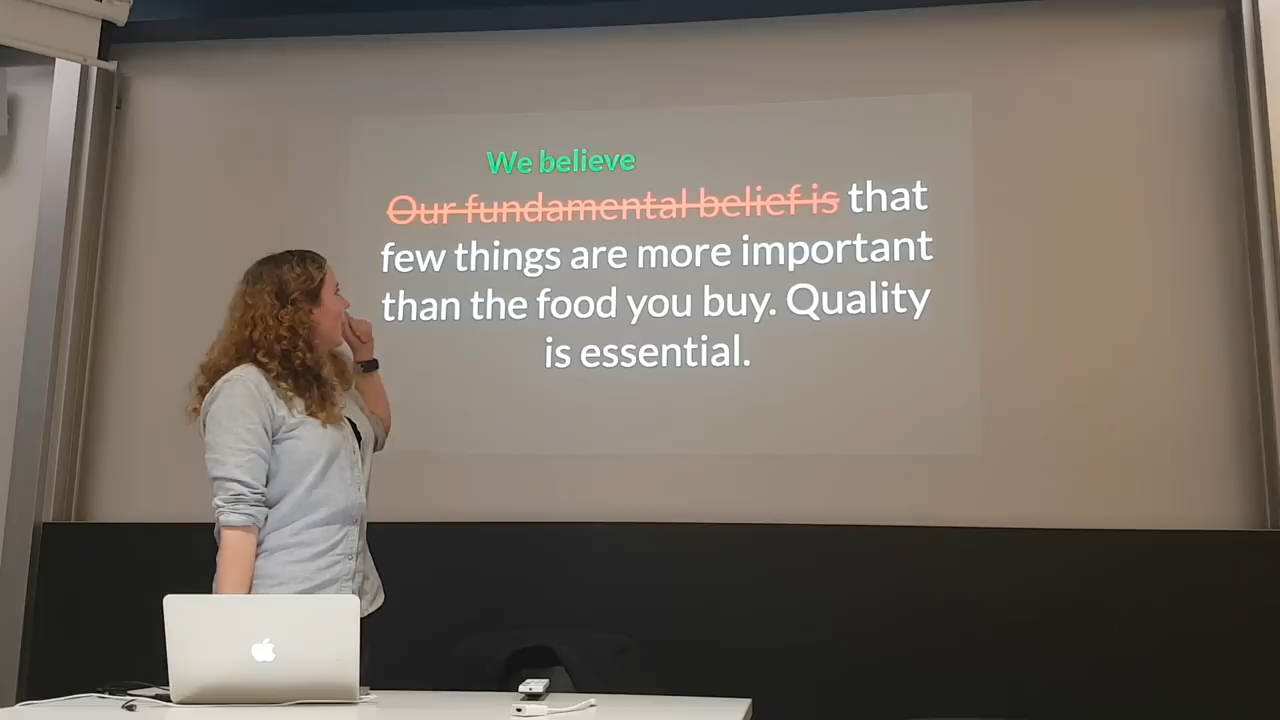 We believe
Our fundamental belief is that
few things are more important
than the food you buy. Quality
is essential.